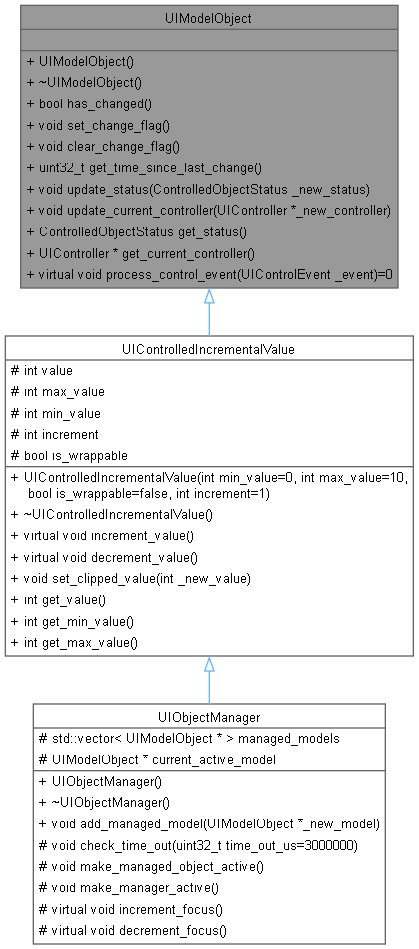 UIModelObject
+ UIModelObject()
+ ~UIModelObject()
+ bool has_changed()
+ void set_change_flag()
+ void clear_change_flag()
+ uint32_t get_time_since_last_change()
+ void update_status(ControlledObjectStatus _new_status)
+ void update_current_controller(UIController *_new_controller)
+ ControlledObjectStatus get_status()
+ UIController * get_current_controller()
+ virtual void process_control_event(UIControlEvent _event)=0
UIControlledIncrementalValue
# int value
# int max_value
# int min_value
# int increment
# bool is_wrappable
+ UIControlledIncrementalValue(int min_value=0, int max_value=10,
bool is_wrappable=false, int increment=1)
+ ~UIControlledIncrementalValue()
+ virtual void increment_value()
+ virtual void decrement_value()
+ void set_clipped_value(int _new_value)
+ int get_value()
+ int get_min_value()
+ int get_max_value()
UIObjectManager
# std::vector< UIModelObject * > managed_models
# UIModelObject * current_active_model
+ UIObjectManager()
+ ~UIObjectManager()
+ void add_managed_model(UIModelObject *_new_model)
# void check_time_out(uint32_t time_out_us=3000000)
# void make_managed_object_active()
# void make_manager_active()
# virtual void increment_focus()
# virtual void decrement_focus()